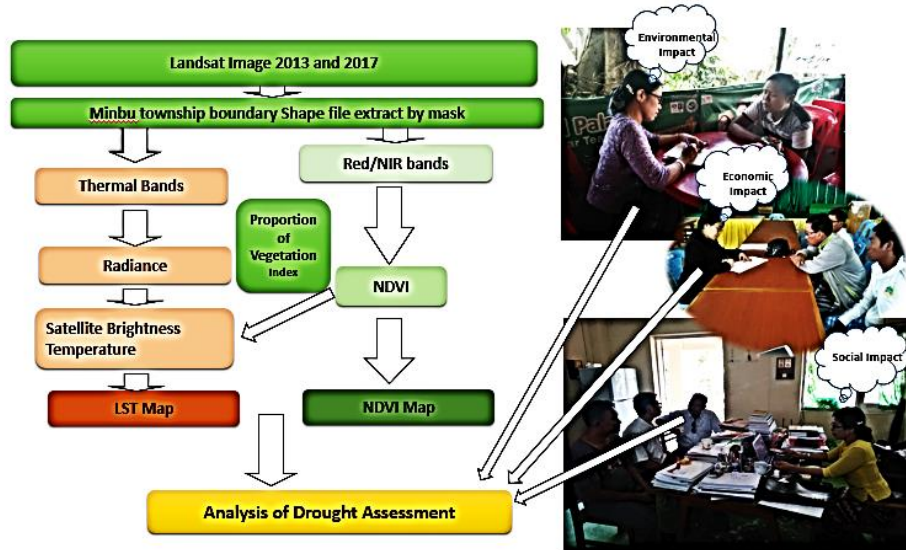 Landsat Image 2013 and 2017
Minbu township boundary Shape file extract by mask
Thermal Bands
Red/NIR bands
Proportion
of
Vegetation
Index
Radiance
NDVI
Satellite Brightness
Temperature
LST Map
NDVI Map
Analysis of Drought Assessment
Environmental
Impact
Economic
Impact
Social Impact